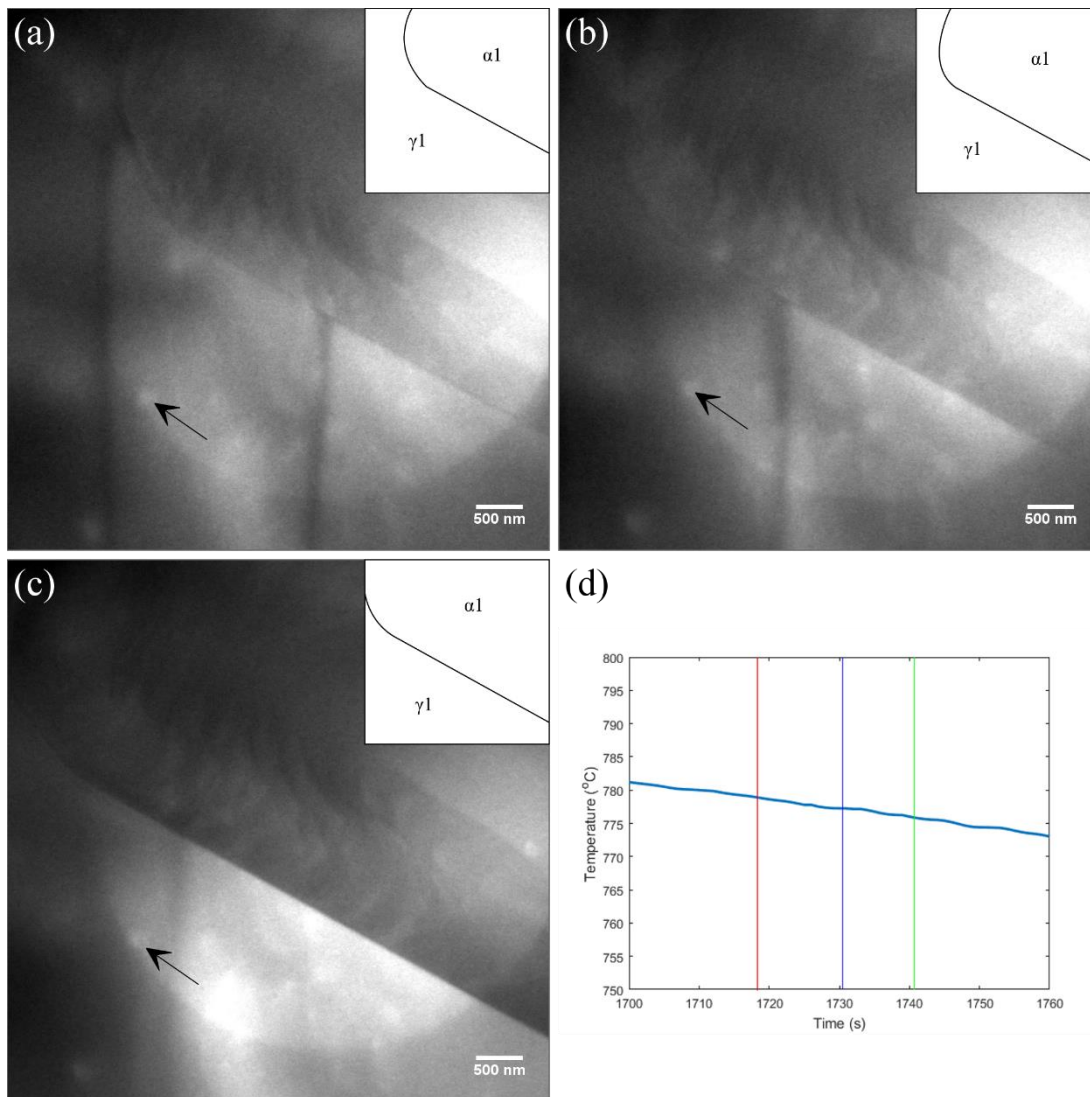 (a)
α1
γ1
500 nm
(b)
α1
γ1
500 nm
(c)
α1
γ1
500 nm
(d)
800
795
790
785
780
775
770
765
760
755
750
Temperature (°C)
1700
1710
1720
1730
1740
1750
1760
Time (s)